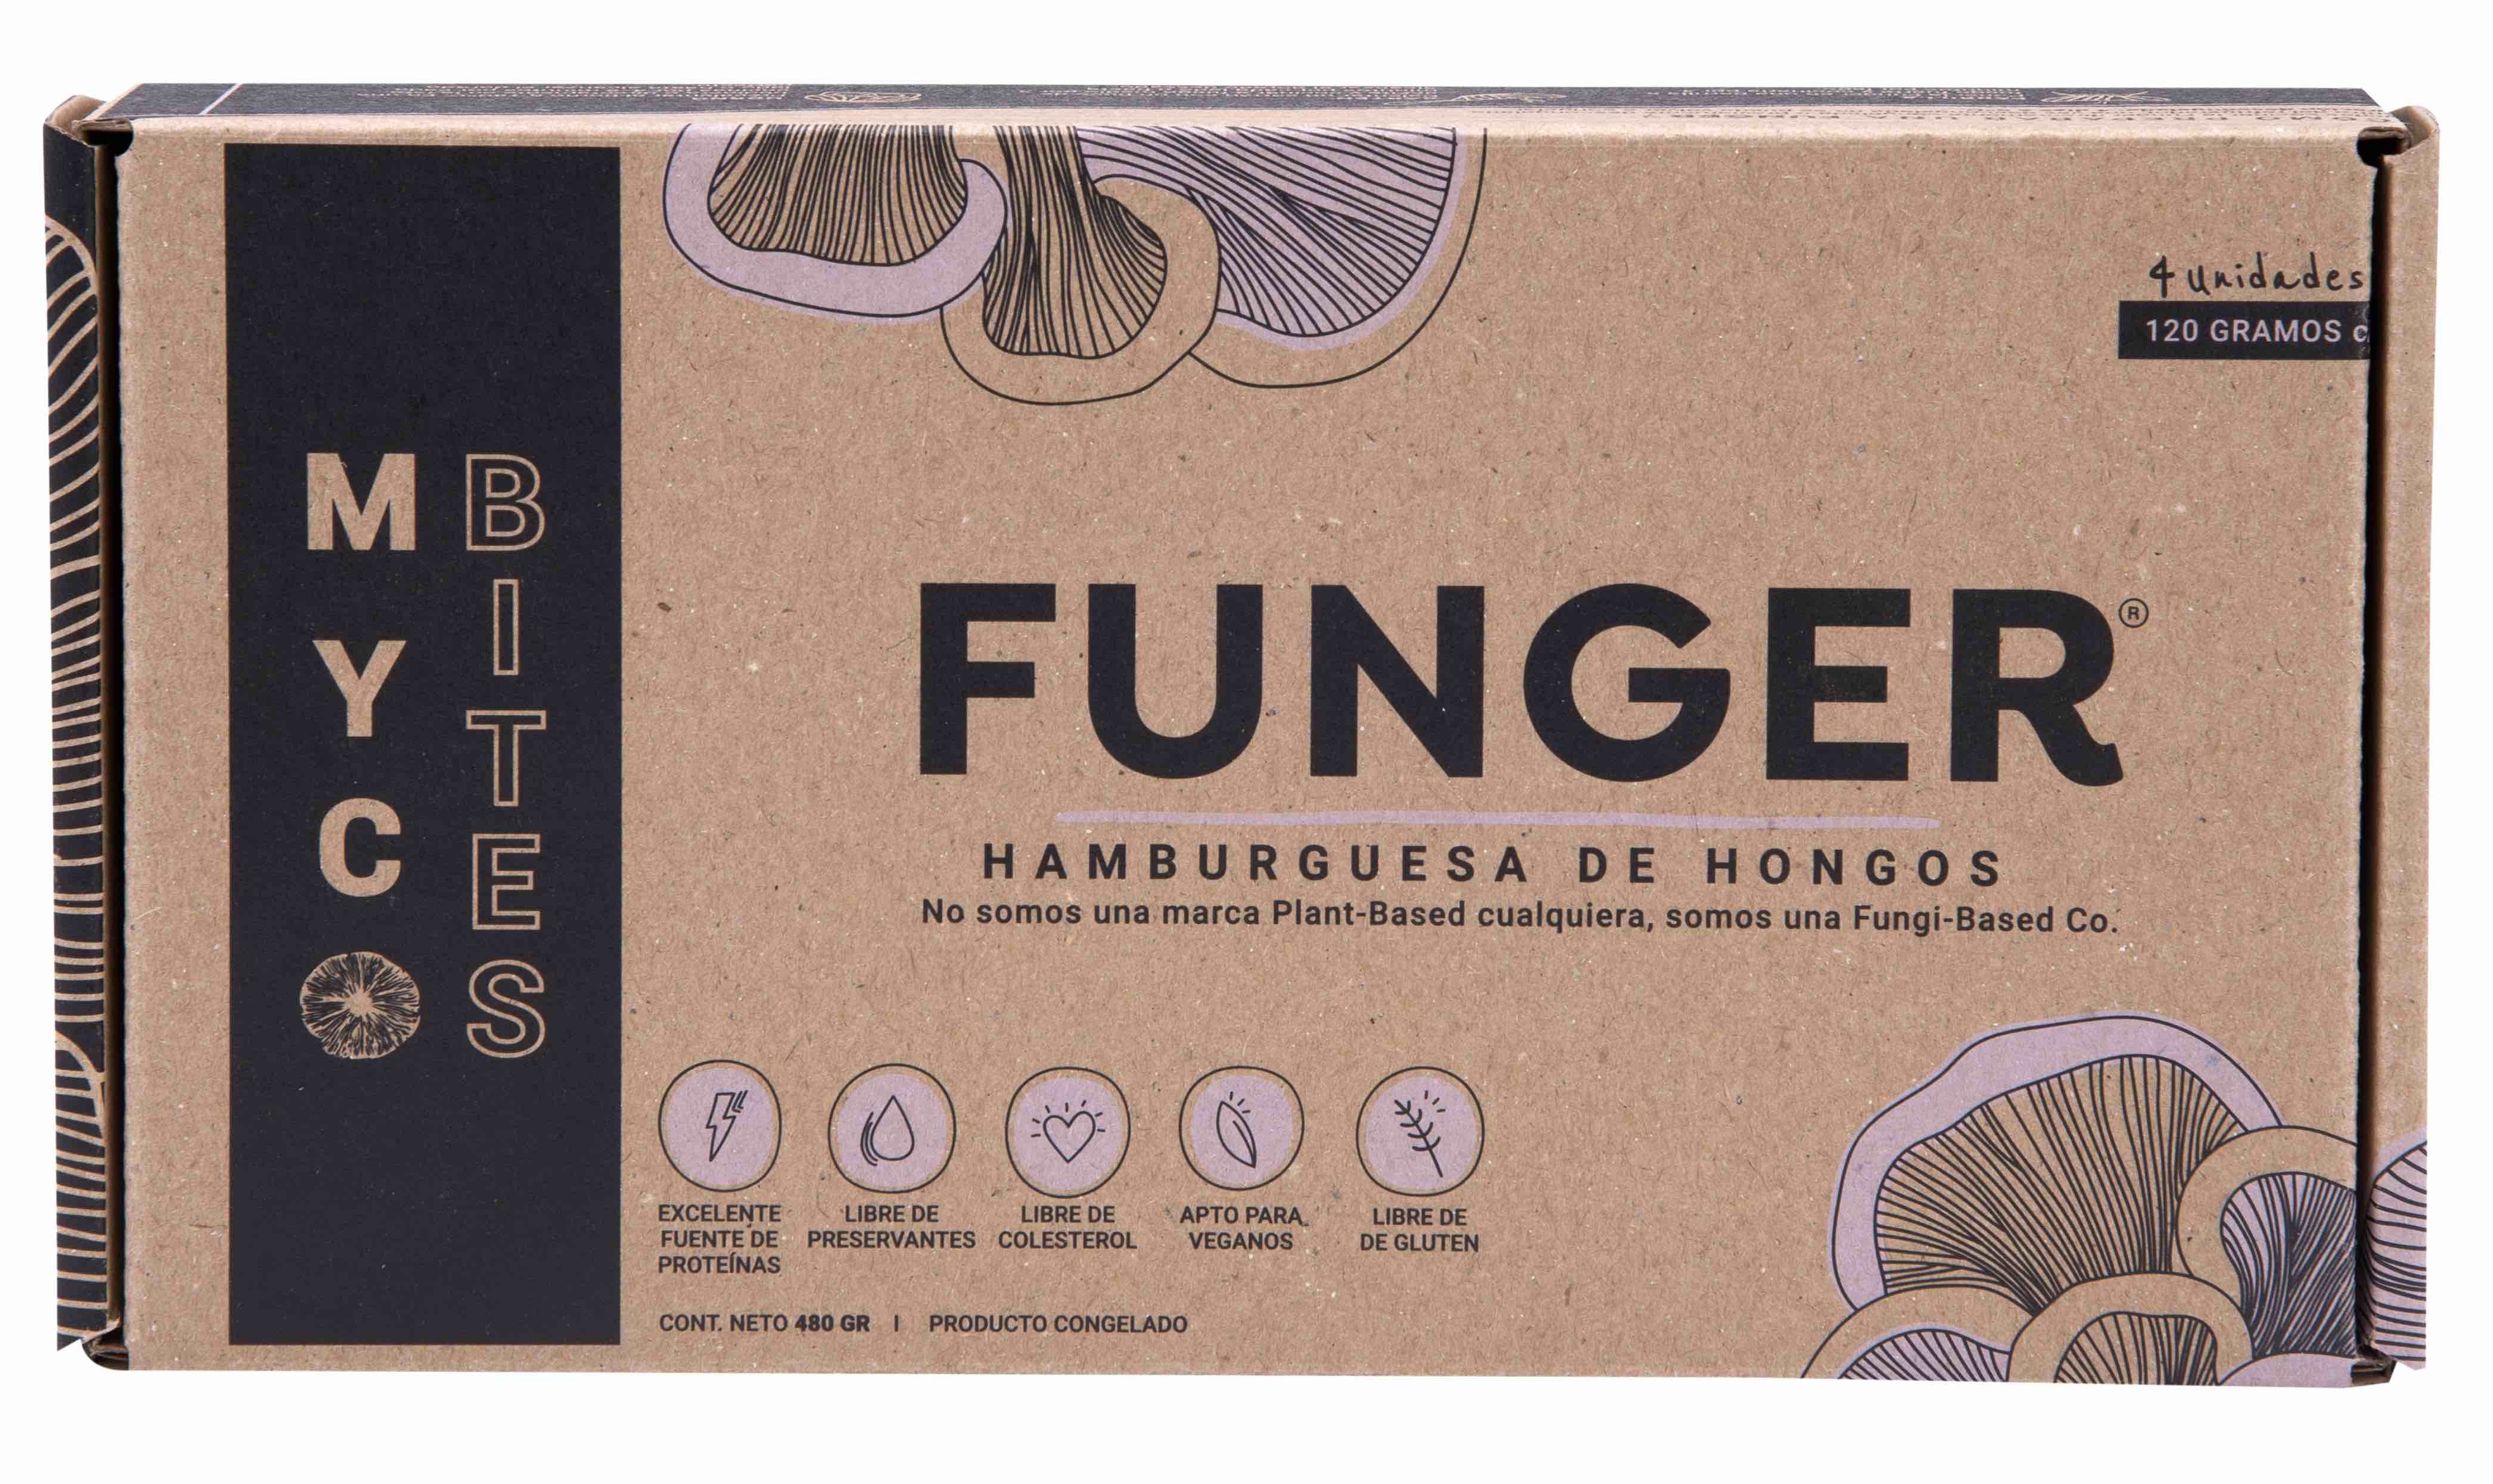 MYCO
BITES
4 unidades
120 GRAMOS
FUNGER®
HAMBURGUESA DE HONGOS
No somos una marca Plant-Based cualquiera, somos una Fungi-Based Co.
EXCELENTE
FUENTE DE
PROTEÍNAS
LIBRE DE
PRESERVANTES
LIBRE DE
COLESTEROL
APTO PARA
VEGANOS
LIBRE DE
DE GLUTEN
CONT. NETO 480 GR | PRODUCTO CONGELADO